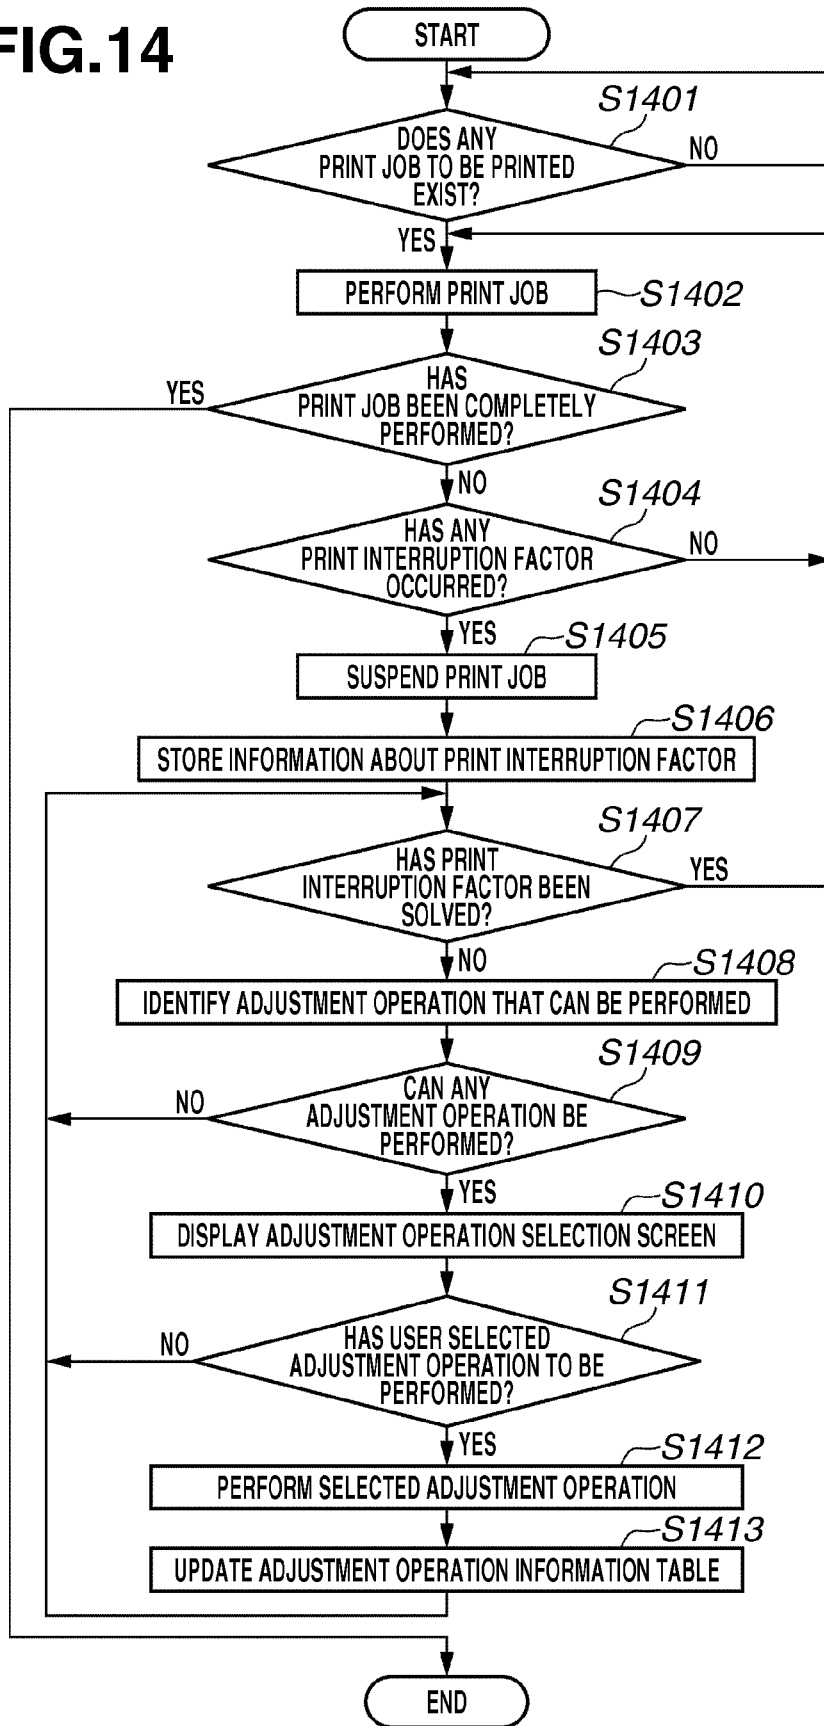 FIG.14
START
S1401
DOES ANY
PRINT JOB TO BE PRINTED
EXIST?
NO
YES
PERFORM PRINT JOB
S1402
S1403
HAS
PRINT JOB BEEN COMPLETELY
PERFORMED?
YES
NO
S1404
HAS ANY
PRINT INTERRUPTION FACTOR
OCCURRED?
NO
YES
S1405
SUSPEND PRINT JOB
S1406
STORE INFORMATION ABOUT PRINT INTERRUPTION FACTOR
S1407
HAS PRINT
INTERRUPTION FACTOR BEEN
SOLVED?
YES
NO
S1408
IDENTIFY ADJUSTMENT OPERATION THAT CAN BE PERFORMED
S1409
CAN ANY
ADJUSTMENT OPERATION BE
PERFORMED?
NO
YES
S1410
DISPLAY ADJUSTMENT OPERATION SELECTION SCREEN
S1411
HAS USER SELECTED
ADJUSTMENT OPERATION TO BE
PERFORMED?
NO
YES
S1412
PERFORM SELECTED ADJUSTMENT OPERATION
S1413
UPDATE ADJUSTMENT OPERATION INFORMATION TABLE
END